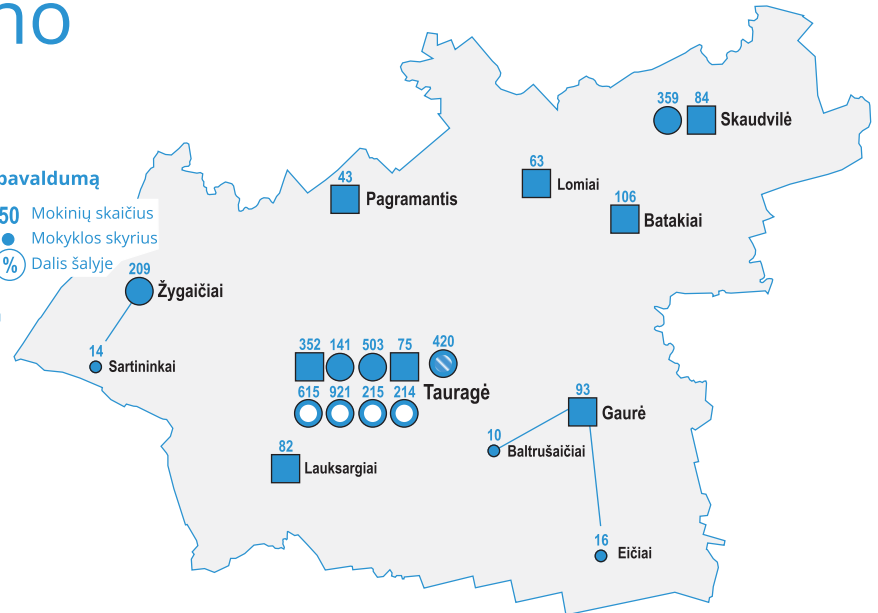 no
pavaldumą
50 Mokinių skaičius
Mokyklos skyrius
% Dalis šalyje
359 84
Skaudvilė
63
Lomiai
43
Pagramantis
106
Batakiai
209
Žygaičiai
14
Sartininkai
352 141 503 75 420
Tauragė
615 921 215 214
93
Gaurė
10
Baltrušaičiai
82
Lauksargiai
16
Eičiai